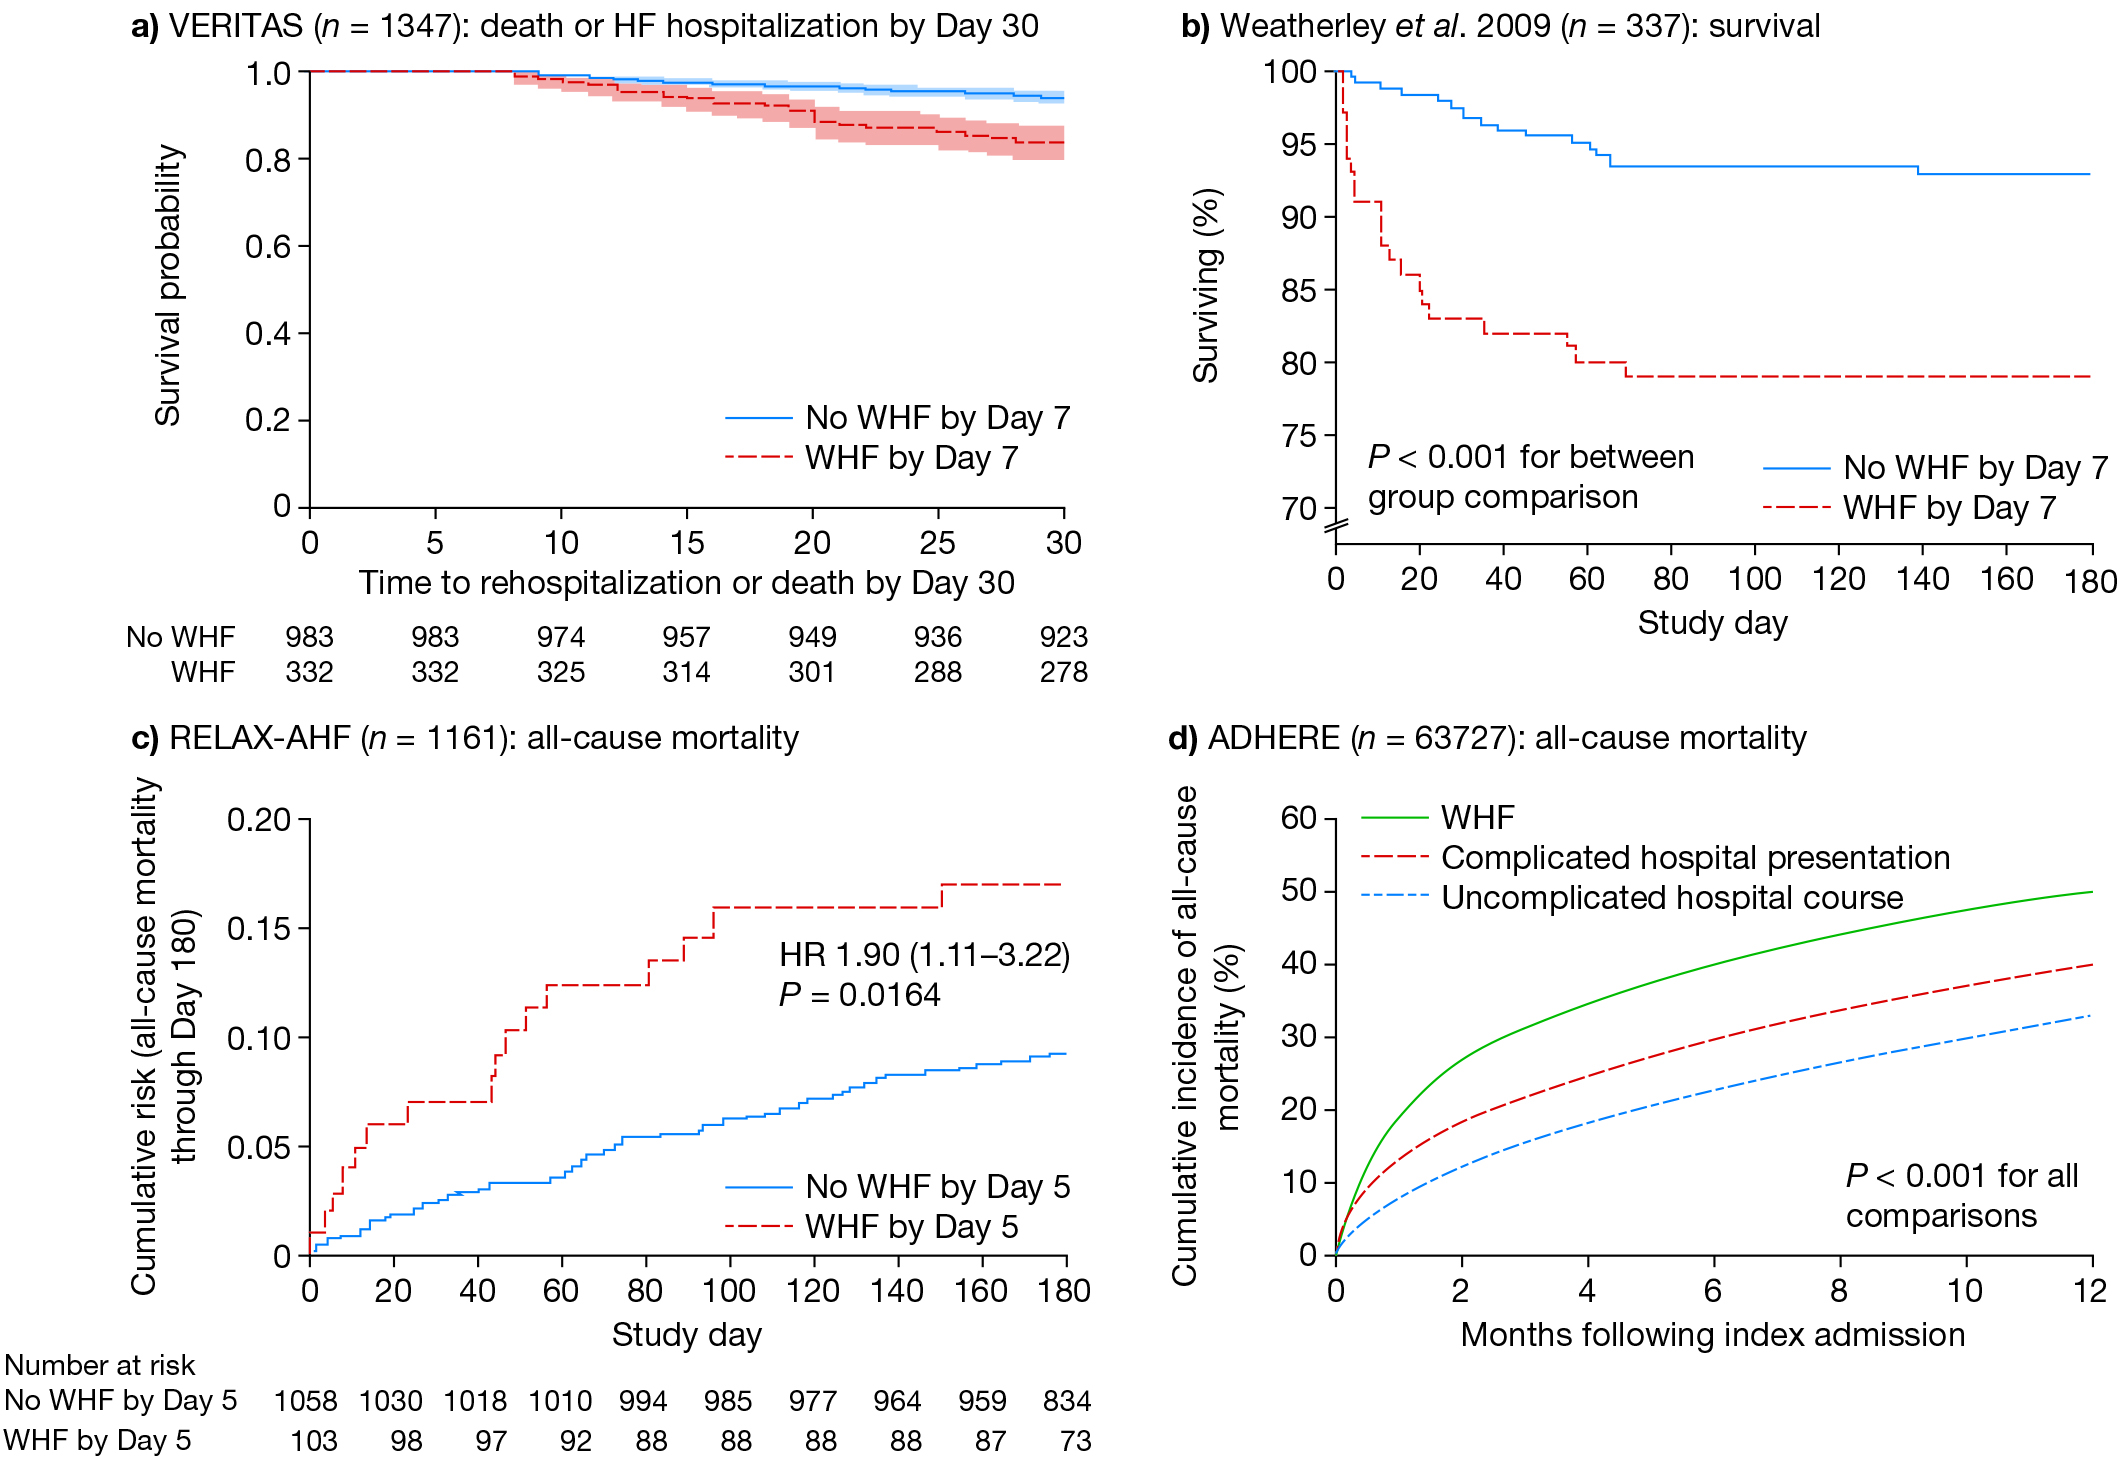 a) VERITAS (n = 1347): death or HF hospitalization by Day 30
Survival probability
1.0
0.8
0.6
0.4
0.2
0
No WHF by Day 7
WHF by Day 7
0 5 10 15 20 25 30
Time to rehospitalization or death by Day 30
No WHF 983 983 974 957 949 936 923
WHF 332 332 325 314 301 288 278
b) Weatherley et al. 2009 (n = 337): survival
Surviving (%)
100
95
90
85
80
75
70
P < 0.001 for between
group comparison
No WHF by Day 7
WHF by Day 7
0 20 40 60 80 100 120 140 160 180
Study day
c) RELAX-AHF (n = 1161): all-cause mortality
Cumulative risk (all-cause mortality
through Day 180)
0.20
0.15
0.10
0.05
0
HR 1.90 (1.11–3.22)
P = 0.0164
No WHF by Day 5
WHF by Day 5
0 20 40 60 80 100 120 140 160 180
Study day
Number at risk
No WHF by Day 5 1058 1030 1018 1010 994 985 977 964 959 834
WHF by Day 5 103 98 97 92 88 88 88 88 87 73
d) ADHERE (n = 63727): all-cause mortality
Cumulative incidence of all-cause
mortality (%)
60
50
40
30
20
10
0
WHF
Complicated hospital presentation
Uncomplicated hospital course
P < 0.001 for all
comparisons
0 2 4 6 8 10 12
Months following index admission